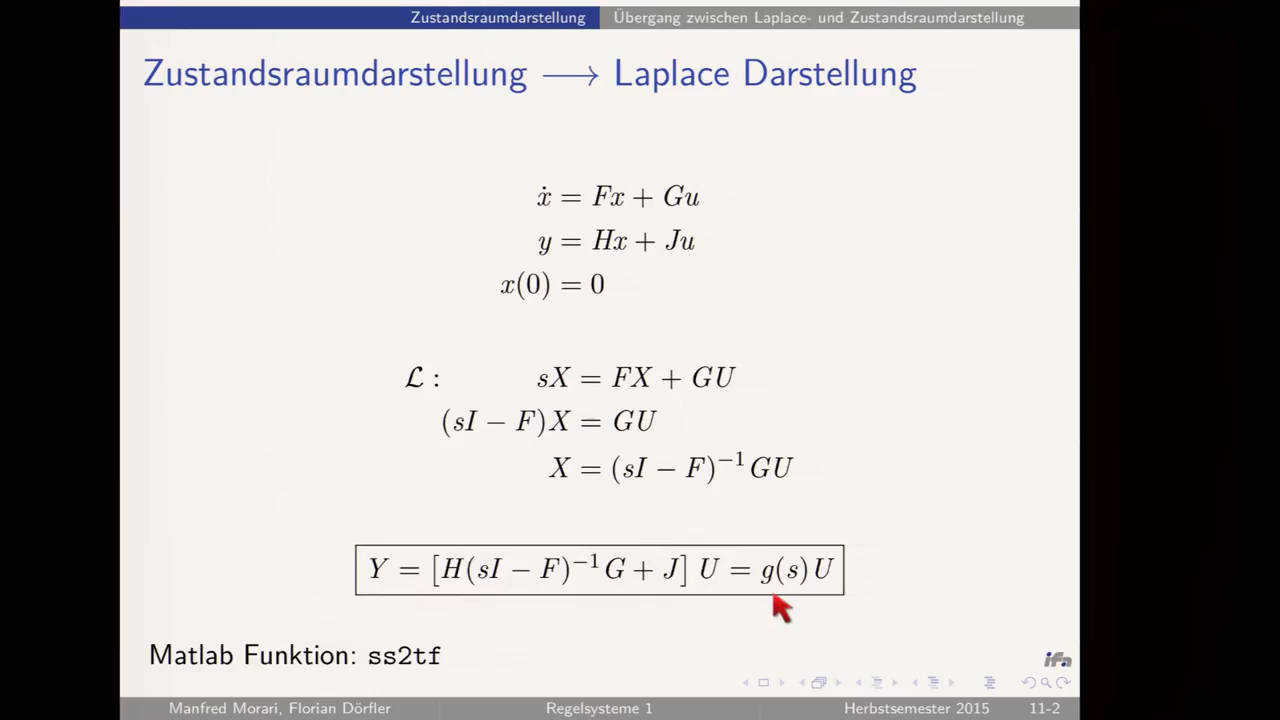 Zustandsraumdarstellung Übergang zwischen Laplace- und Zustandsraumdarstellung
Zustandsraumdarstellung ⟶ Laplace Darstellung
ẋ = Fx + Gu
y = Hx + Ju
x(0) = 0
ℒ : sX = FX + GU
(sI − F)X = GU
X = (sI − F)⁻¹GU
Y = [H(sI − F)⁻¹G + J] U = g(s)U
Matlab Funktion: ss2tf
ifa
Manfred Morari, Florian Dörfler Regelsysteme 1 Herbstsemester 2015 11-2